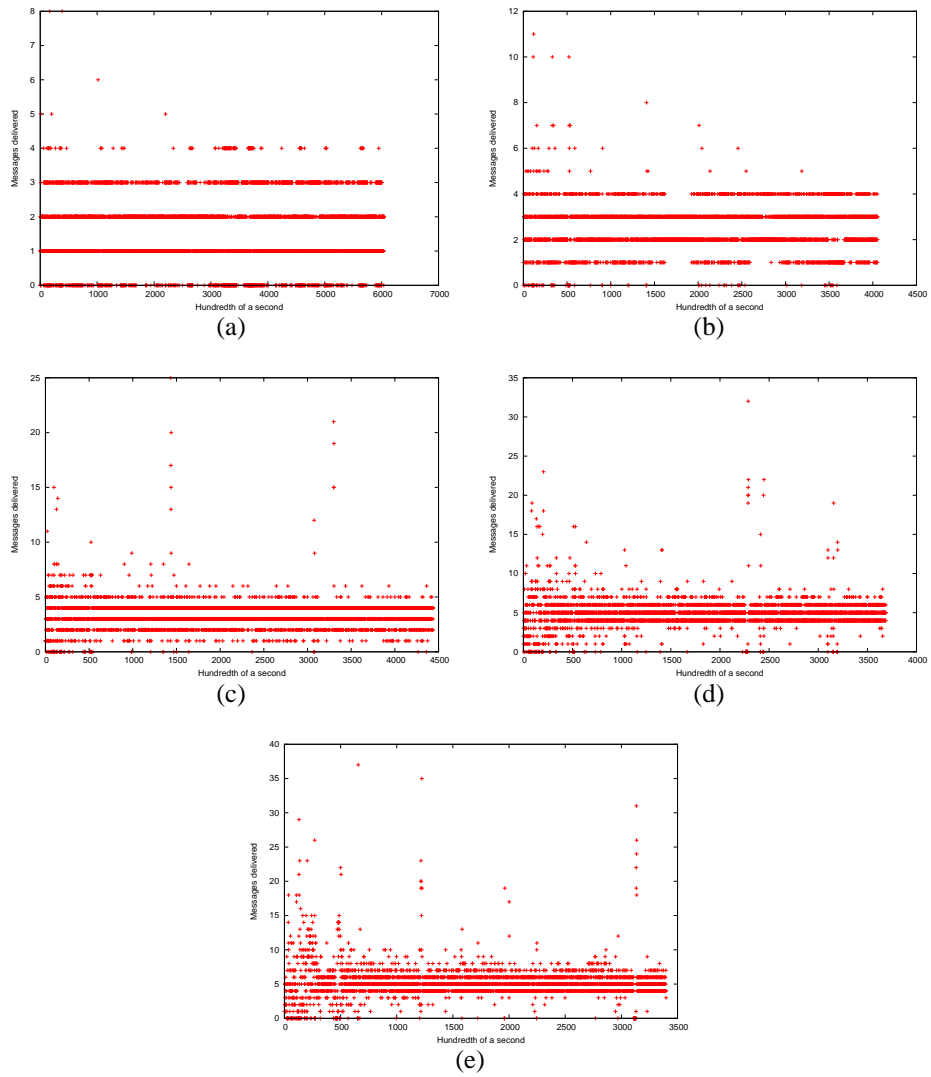 8
7
6
5
4
3
2
1
0
Messages delivered
0 1000 2000 3000 4000 5000 6000 7000
Hundredth of a second
(a)
12
10
8
6
4
2
0
Messages delivered
0 500 1000 1500 2000 2500 3000 3500 4000 4500
Hundredth of a second
(b)
25
20
15
10
5
0
Messages delivered
0 500 1000 1500 2000 2500 3000 3500 4000 4500
Hundredth of a second
(c)
35
30
25
20
15
10
5
0
Messages delivered
0 500 1000 1500 2000 2500 3000 3500 4000
Hundredth of a second
(d)
40
35
30
25
20
15
10
5
0
Messages delivered
0 500 1000 1500 2000 2500 3000 3500
Hundredth of a second
(e)